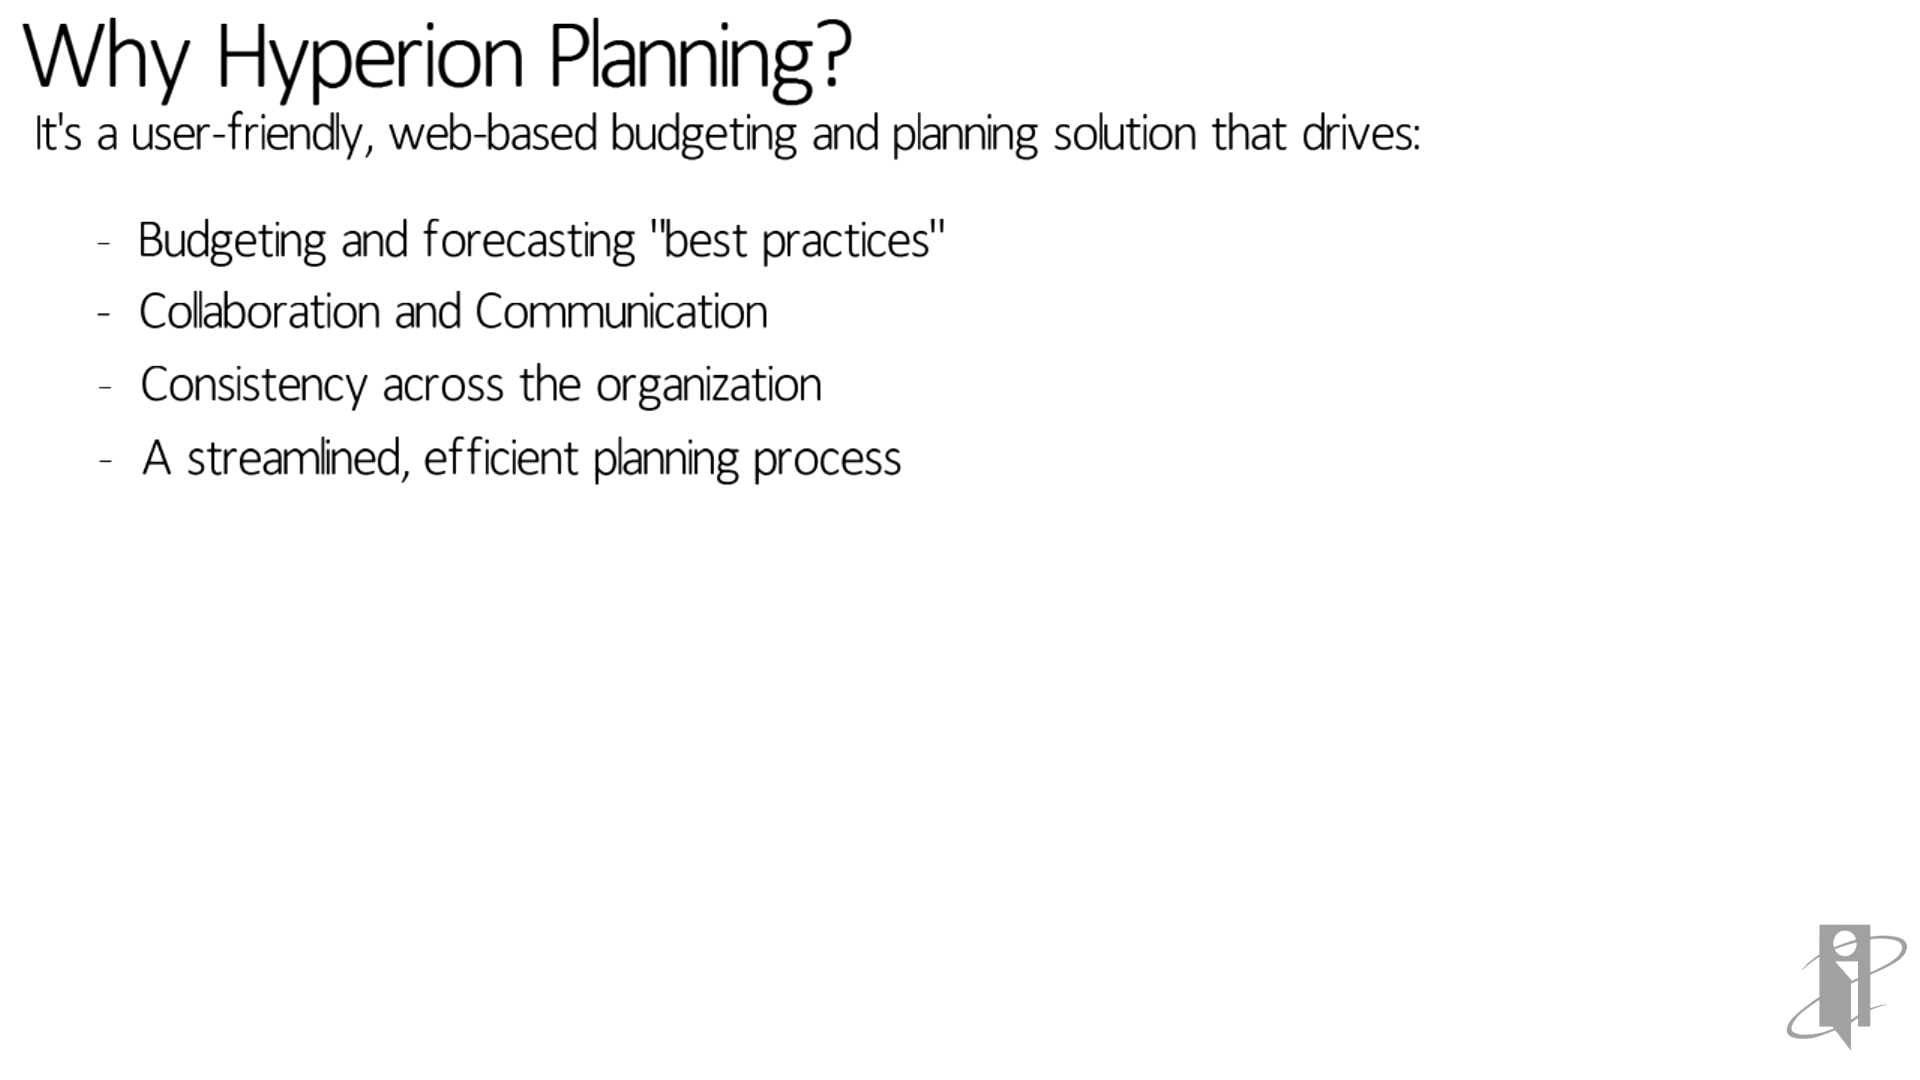 Why Hyperion Planning?
It's a user-friendly, web-based budgeting and planning solution that drives:
- Budgeting and forecasting "best practices"
- Collaboration and Communication
- Consistency across the organization
- A streamlined, efficient planning process